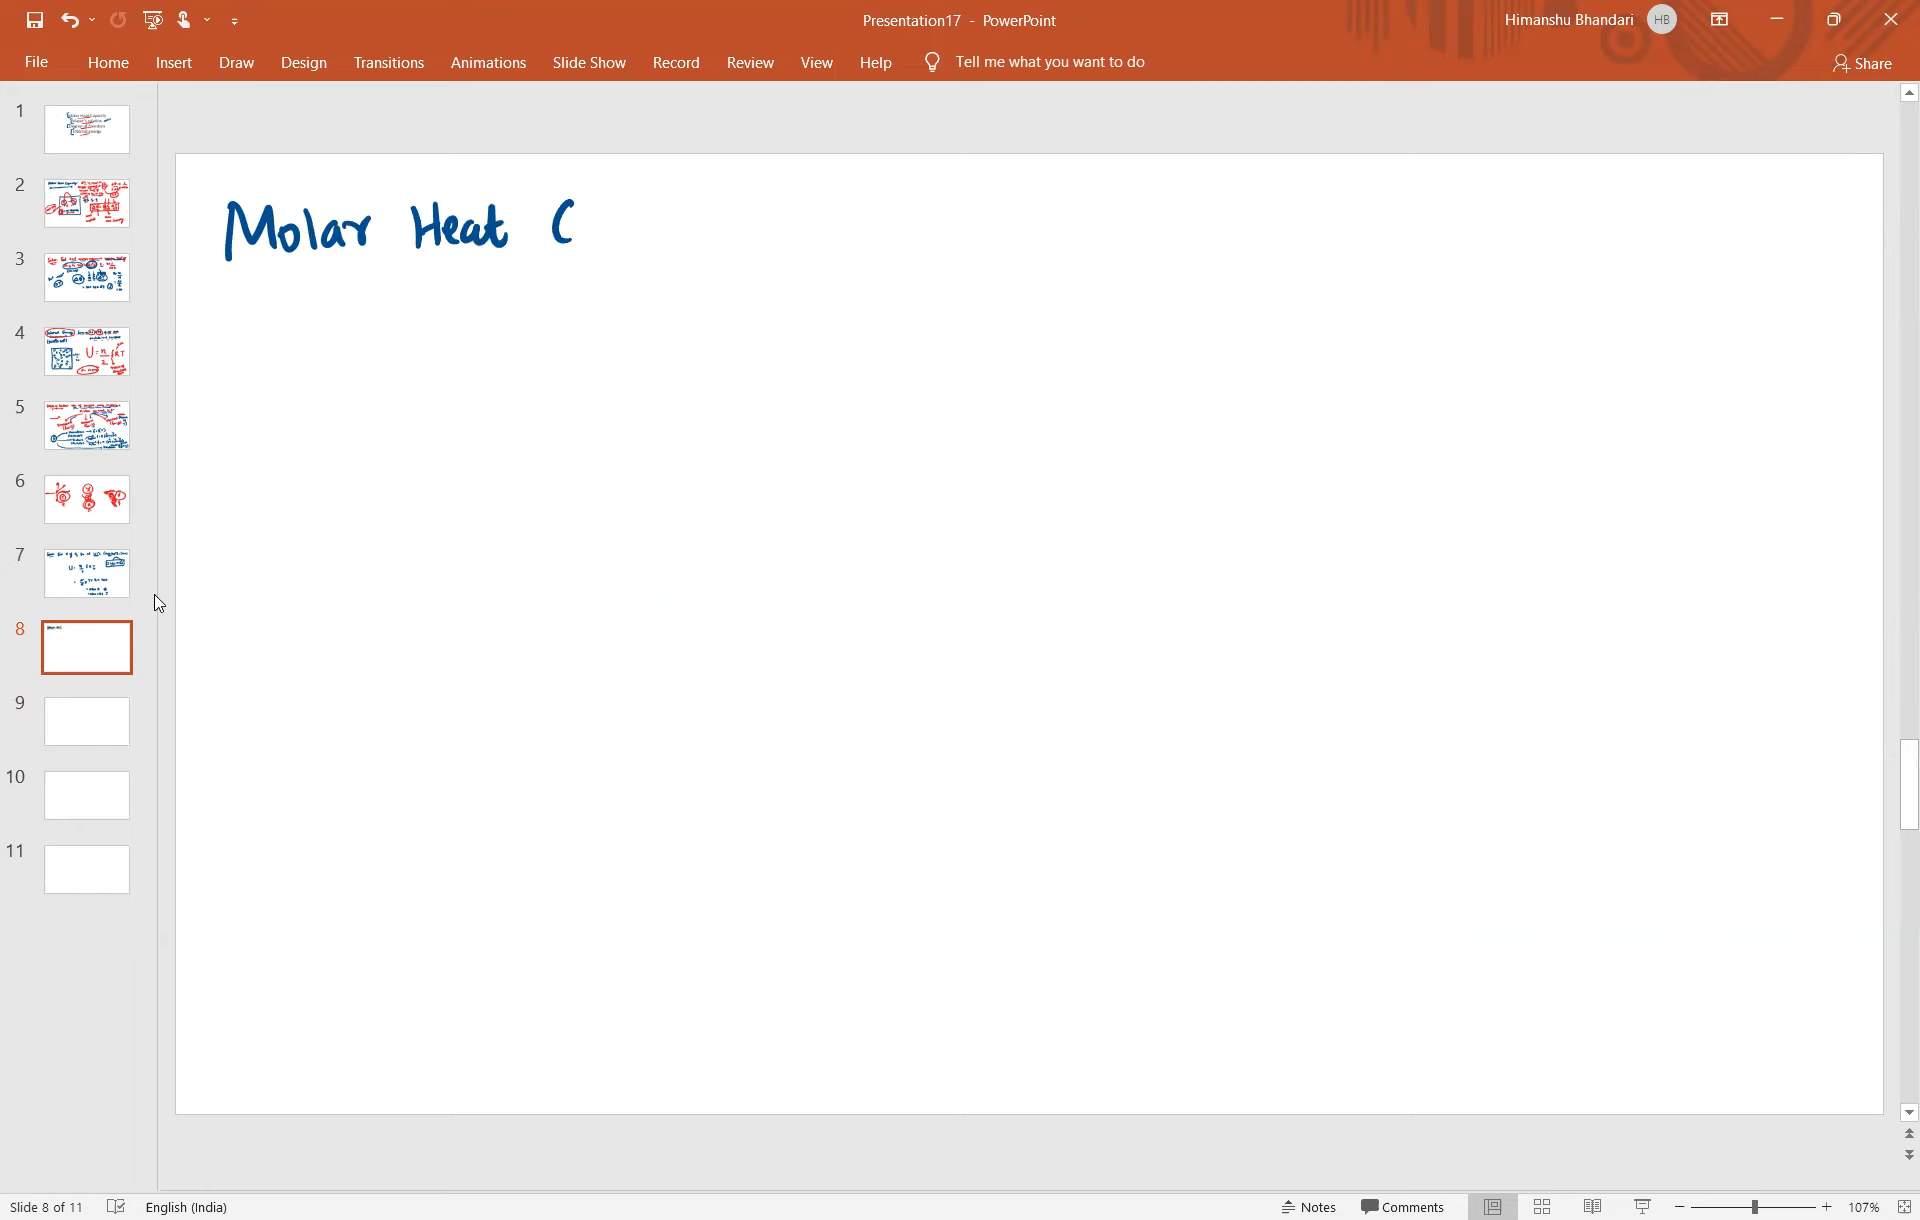 Presentation17 - PowerPoint
Himanshu Bhandari HB
File Home Insert Draw Design Transitions Animations Slide Show Record Review View Help Tell me what you want to do Share
1
2
3
4
5
6
7
8
9
10
11
Molar Heat C
Slide 8 of 11 English (India) Notes Comments 107%